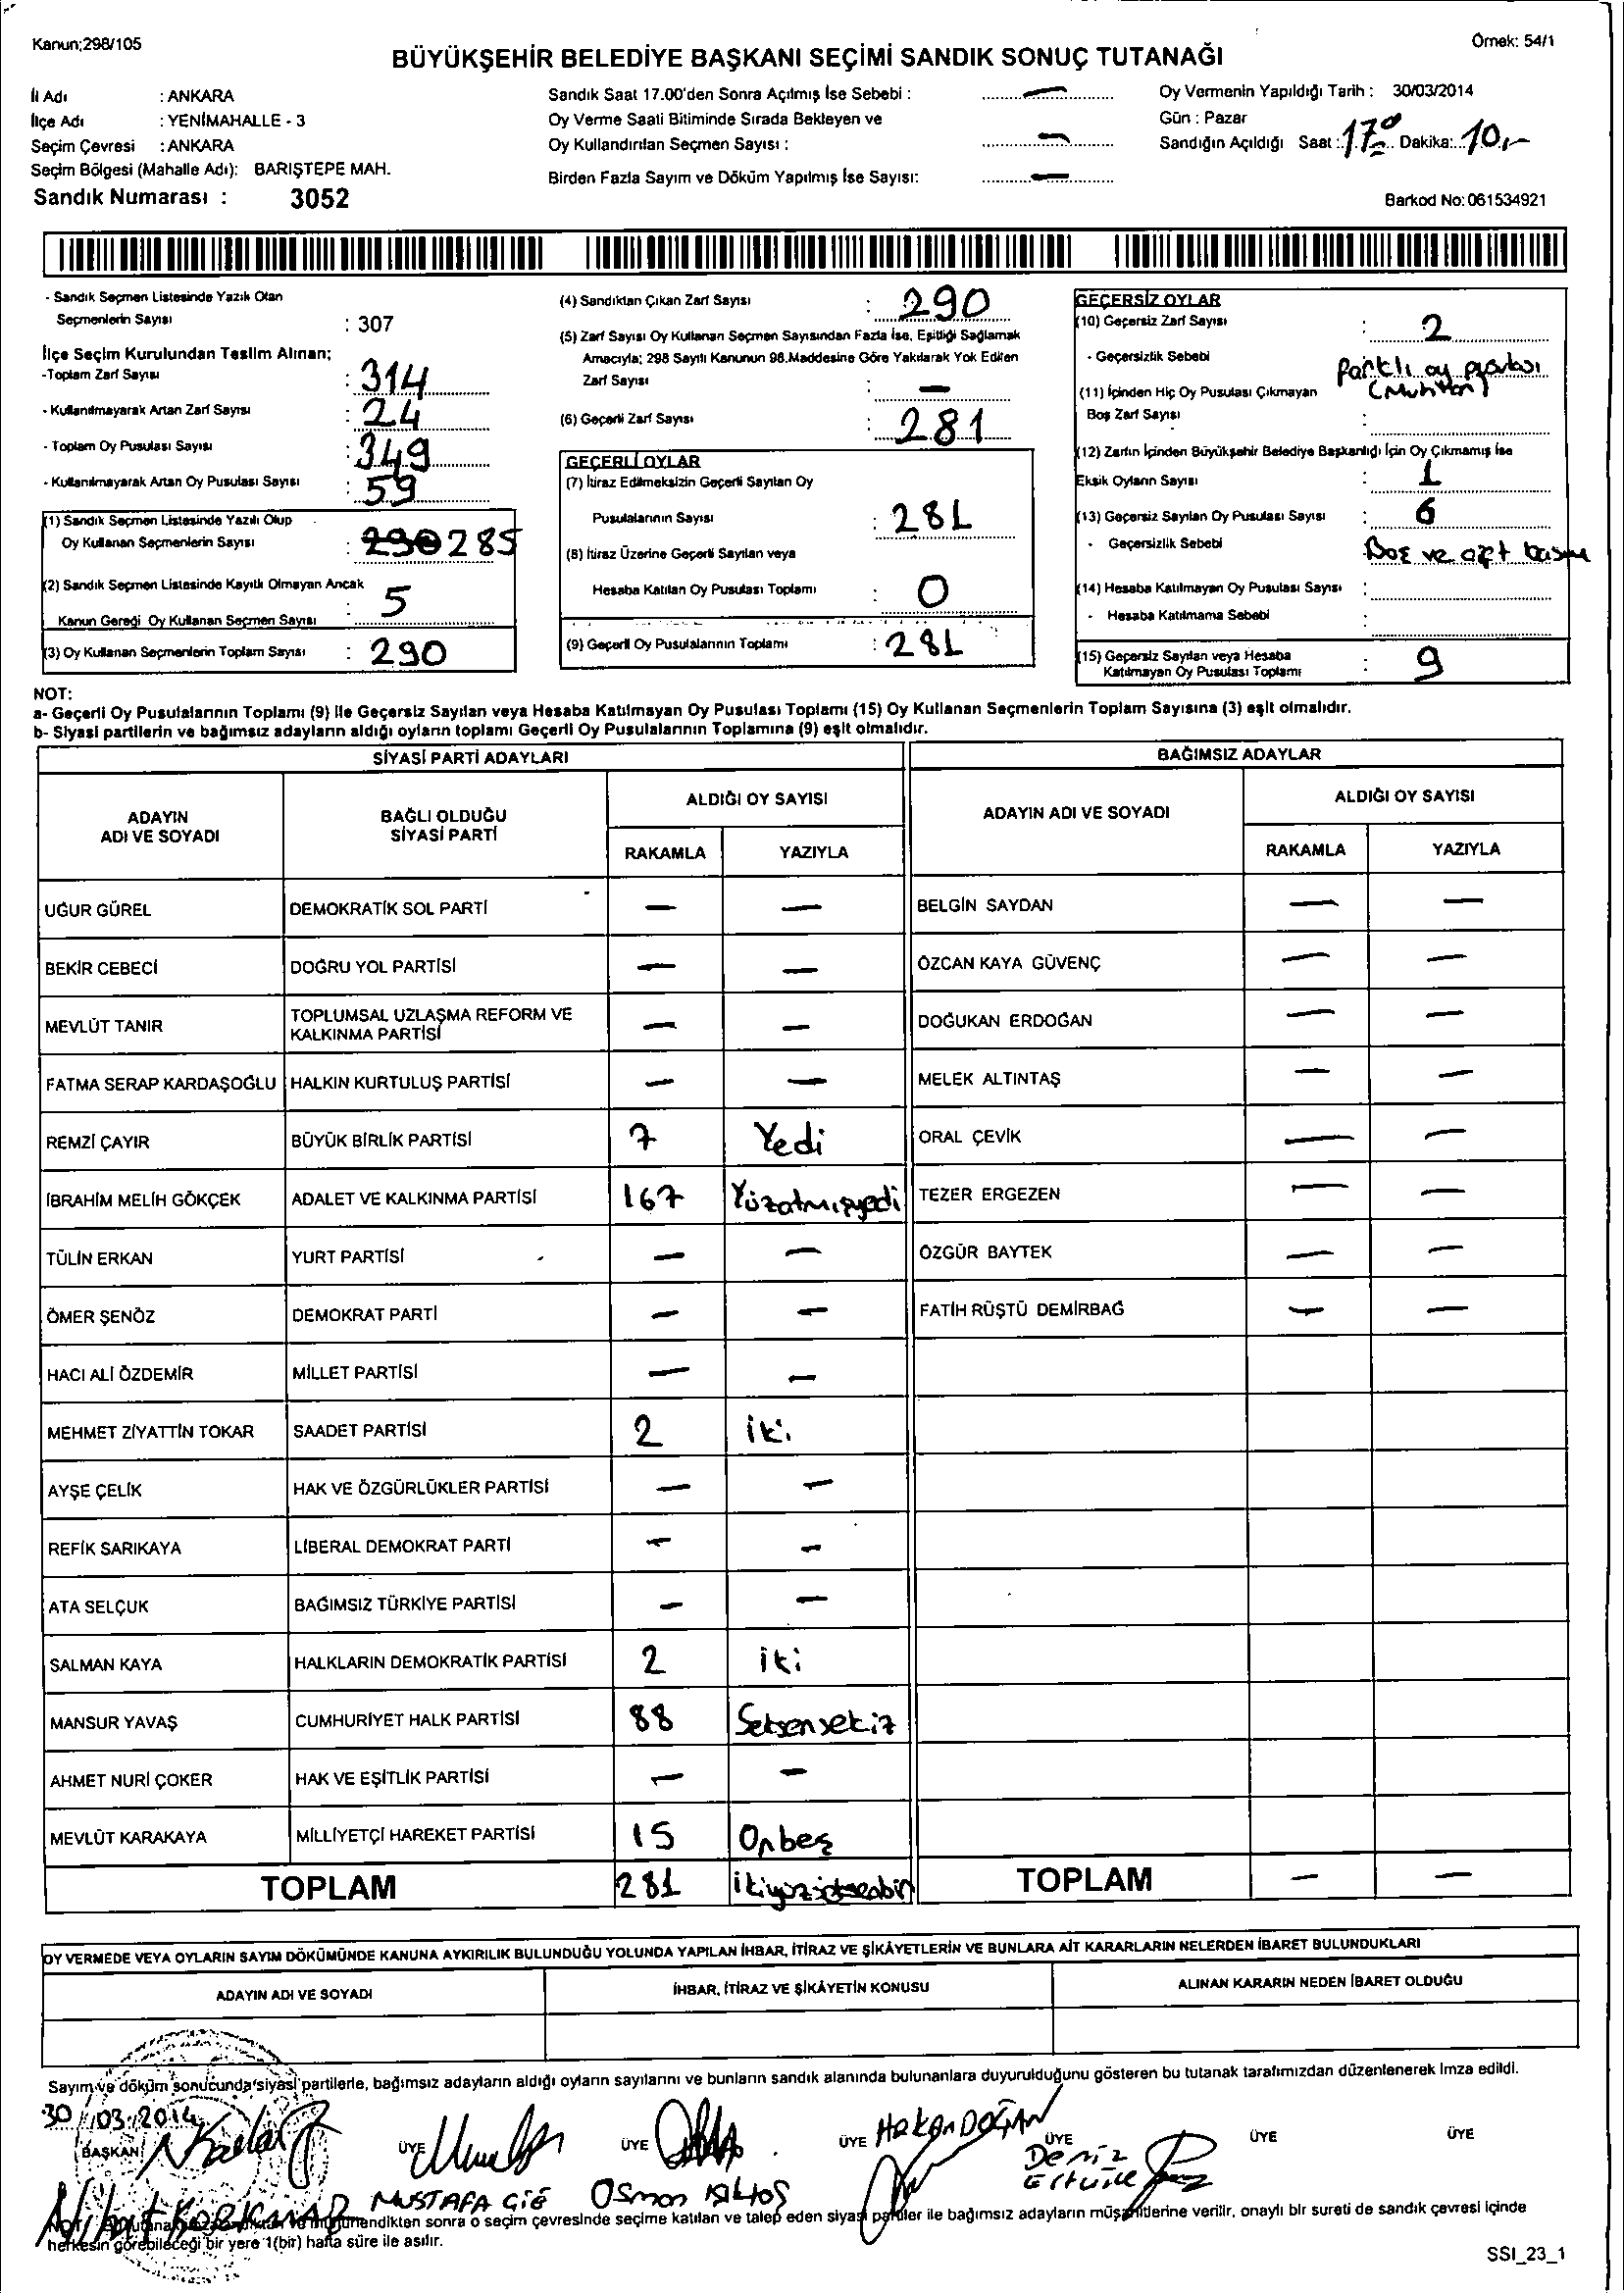 Kanun;298/105
Örnek: 54/1
BÜYÜKŞEHİR BELEDİYE BAŞKANI SEÇİMİ SANDIK SONUÇ TUTANAĞI
İl Adı : ANKARA
İlçe Adı : YENİMAHALLE - 3
Seçim Çevresi : ANKARA
Seçim Bölgesi (Mahalle Adı): BARIŞTEPE MAH.
Sandık Numarası : 3052
Sandık Saat 17.00'den Sonra Açılmış İse Sebebi : —
Oy Verme Saati Bitiminde Sırada Bekleyen ve
Oy Kullandırılan Seçmen Sayısı : —
Birden Fazla Sayım ve Döküm Yapılmış İse Sayısı: —
Oy Vermenin Yapıldığı Tarih : 30/03/2014
Gün : Pazar
Sandığın Açıldığı Saat : 17 Dakika: 10
Barkod No: 061534921
- Sandık Seçmen Listesinde Yazılı Olan
Seçmenlerin Sayısı : 307
İlçe Seçim Kurulundan Teslim Alınan;
-Toplam Zarf Sayısı : 314
- Kullanılmayarak Artan Zarf Sayısı : 24
- Toplam Oy Pusulası Sayısı : 349
- Kullanılmayarak Artan Oy Pusulası Sayısı : 59
(1) Sandık Seçmen Listesinde Yazılı Olup
Oy Kullanan Seçmenlerin Sayısı : 290 285
(2) Sandık Seçmen Listesinde Kayıtlı Olmayan Ancak
Kanun Gereği Oy Kullanan Seçmen Sayısı : 5
(3) Oy Kullanan Seçmenlerin Toplam Sayısı : 290
(4) Sandıktan Çıkan Zarf Sayısı : 290
(5) Zarf Sayısı Oy Kullanan Seçmen Sayısından Fazla İse, Eşitliği Sağlamak
Amacıyla; 298 Sayılı Kanunun 98.Maddesine Göre Yakılarak Yok Edilen
Zarf Sayısı : —
(6) Geçerli Zarf Sayısı : 281
GEÇERLİ OYLAR
(7) İtiraz Edilmeksizin Geçerli Sayılan Oy
Pusulalarının Sayısı : 281
(8) İtiraz Üzerine Geçerli Sayılan veya
Hesaba Katılan Oy Pusulası Toplamı : 0
(9) Geçerli Oy Pusulalarının Toplamı : 281
GEÇERSİZ OYLAR
(10) Geçersiz Zarf Sayısı : 2
- Geçersizlik Sebebi Farklı oy pusulası
(Muhtar)
(11) İçinden Hiç Oy Pusulası Çıkmayan
Boş Zarf Sayısı :
(12) Zarfın İçinden Büyükşehir Belediye Başkanlığı İçin Oy Çıkmamış İse
Eksik Oyların Sayısı : 1
(13) Geçersiz Sayılan Oy Pusulası Sayısı : 6
- Geçersizlik Sebebi : Boş ve çift basma
(14) Hesaba Katılmayan Oy Pusulası Sayısı :
- Hesaba Katılmama Sebebi :
(15) Geçersiz Sayılan veya Hesaba
Katılmayan Oy Pusulası Toplamı : 9
NOT:
a- Geçerli Oy Pusulalarının Toplamı (9) İle Geçersiz Sayılan veya Hesaba Katılmayan Oy Pusulası Toplamı (15) Oy Kullanan Seçmenlerin Toplam Sayısına (3) eşit olmalıdır.
b- Siyasi partilerin ve bağımsız adayların aldığı oyların toplamı Geçerli Oy Pusulalarının Toplamına (9) eşit olmalıdır.
SİYASİ PARTİ ADAYLARI
ADAYIN
ADI VE SOYADI
BAĞLI OLDUĞU
SİYASİ PARTİ
ALDIĞI OY SAYISI
RAKAMLA YAZIYLA
UĞUR GÜREL DEMOKRATİK SOL PARTİ — —
BEKİR CEBECİ DOĞRU YOL PARTİSİ — —
MEVLÜT TANIR TOPLUMSAL UZLAŞMA REFORM VE
KALKINMA PARTİSİ — —
FATMA SERAP KARDAŞOĞLU HALKIN KURTULUŞ PARTİSİ — —
REMZİ ÇAYIR BÜYÜK BİRLİK PARTİSİ 7 Yedi
İBRAHİM MELİH GÖKÇEK ADALET VE KALKINMA PARTİSİ 167 Yüzatmışyedi
TÜLİN ERKAN YURT PARTİSİ — —
ÖMER ŞENÖZ DEMOKRAT PARTİ — —
HACI ALİ ÖZDEMİR MİLLET PARTİSİ — —
MEHMET ZİYATTİN TOKAR SAADET PARTİSİ 2 iki
AYŞE ÇELİK HAK VE ÖZGÜRLÜKLER PARTİSİ — —
REFİK SARIKAYA LİBERAL DEMOKRAT PARTİ — —
ATA SELÇUK BAĞIMSIZ TÜRKİYE PARTİSİ — —
SALMAN KAYA HALKLARIN DEMOKRATİK PARTİSİ 2 iki
MANSUR YAVAŞ CUMHURİYET HALK PARTİSİ 88 Seksensekiz
AHMET NURİ ÇOKER HAK VE EŞİTLİK PARTİSİ — —
MEVLÜT KARAKAYA MİLLİYETÇİ HAREKET PARTİSİ 15 Onbeş
TOPLAM 281
BAĞIMSIZ ADAYLAR
ADAYIN ADI VE SOYADI
ALDIĞI OY SAYISI
RAKAMLA YAZIYLA
BELGİN SAYDAN — —
ÖZCAN KAYA GÜVENÇ — —
DOĞUKAN ERDOĞAN — —
MELEK ALTINTAŞ — —
ORAL ÇEVİK — —
TEZER ERGEZEN — —
ÖZGÜR BAYTEK — —
FATİH RÜŞTÜ DEMİRBAĞ — —
TOPLAM — —
OY VERMEDE VEYA OYLARIN SAYIM DÖKÜMÜNDE KANUNA AYKIRILIK BULUNDUĞU YOLUNDA YAPILAN İHBAR, İTİRAZ VE ŞİKÂYETLERİN VE BUNLARA AİT KARARLARIN NELERDEN İBARET BULUNDUKLARI
ADAYIN ADI VE SOYADI
İHBAR, İTİRAZ VE ŞİKÂYETİN KONUSU
ALINAN KARARIN NEDEN İBARET OLDUĞU
Sayım ve döküm sonucunda siyasi partilerle, bağımsız adayların aldığı oyların sayılarını ve bunların sandık alanında bulunanlara duyurulduğunu gösteren bu tutanak tarafımızdan düzenlenerek imza edildi.
30/03/2014
BAŞKAN ÜYE ÜYE ÜYE Hakan DOĞAN ÜYE ÜYE ÜYE
Deniz
Nihat KORKMAZ MUSTAFA Osman
seçim çevresinde seçime katılan ve talep eden siyasi partiler ile bağımsız adayların müşahitlerine verilir, onaylı bir sureti de sandık çevresi içinde
herkesin görebileceği bir yere 1(bir) hafta süre ile asılır.
SSI_23_1